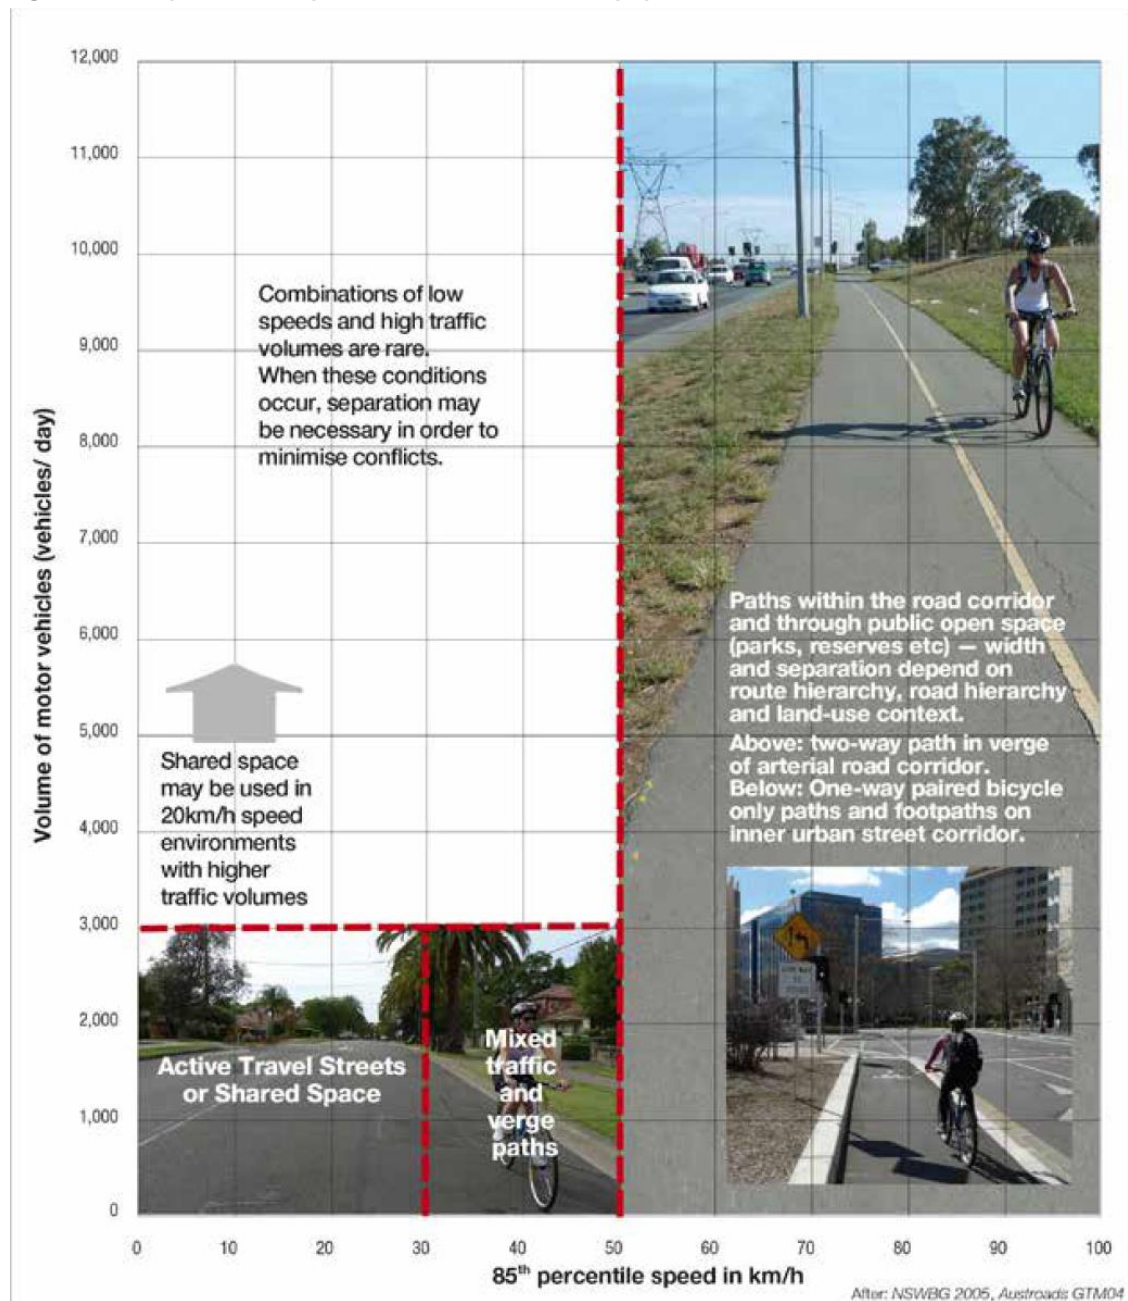 12,000
11,000
10,000
9,000
8,000
7,000
6,000
5,000
4,000
3,000
2,000
1,000
0
Volume of motor vehicles (vehicles/ day)
Combinations of low
speeds and high traffic
volumes are rare.
When these conditions
occur, separation may
be necessary in order to
minimise conflicts.
Shared space
may be used in
20km/h speed
environments
with higher
traffic volumes
Paths within the road corridor
and through public open space
(parks, reserves etc) — width
and separation depend on
route hierarchy, road hierarchy
and land-use context.
Above: two-way path in verge
of arterial road corridor.
Below: One-way paired bicycle
only paths and footpaths on
inner urban street corridor.
Active Travel Streets
or Shared Space
Mixed
traffic
and
verge
paths
0 10 20 30 40 50 60 70 80 90 100
85th percentile speed in km/h
After: NSWBG 2005, Austroads GTM04